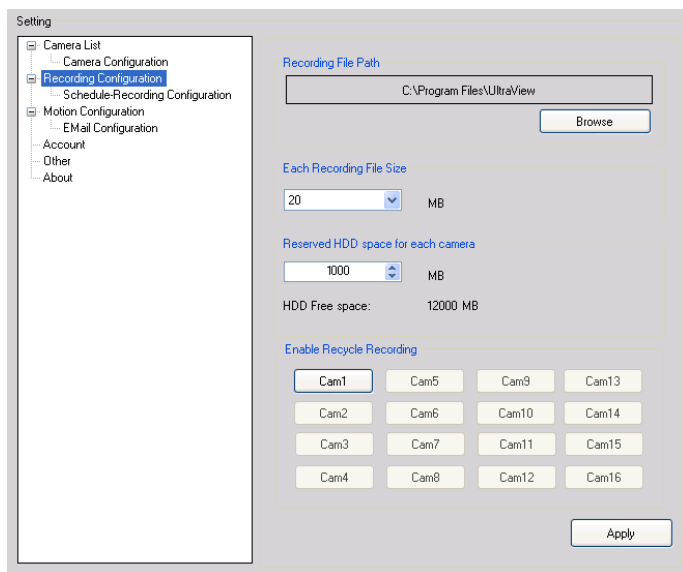 Setting
Camera List
Camera Configuration
Recording Configuration
Schedule-Recording Configuration
Motion Configuration
EMail Configuration
Account
Other
About
Recording File Path
C:\Program Files\UltraView
Browse
Each Recording File Size
20 MB
Reserved HDD space for each camera
1000 MB
HDD Free space: 12000 MB
Enable Recycle Recording
Cam1 Cam5 Cam9 Cam13
Cam2 Cam6 Cam10 Cam14
Cam3 Cam7 Cam11 Cam15
Cam4 Cam8 Cam12 Cam16
Apply